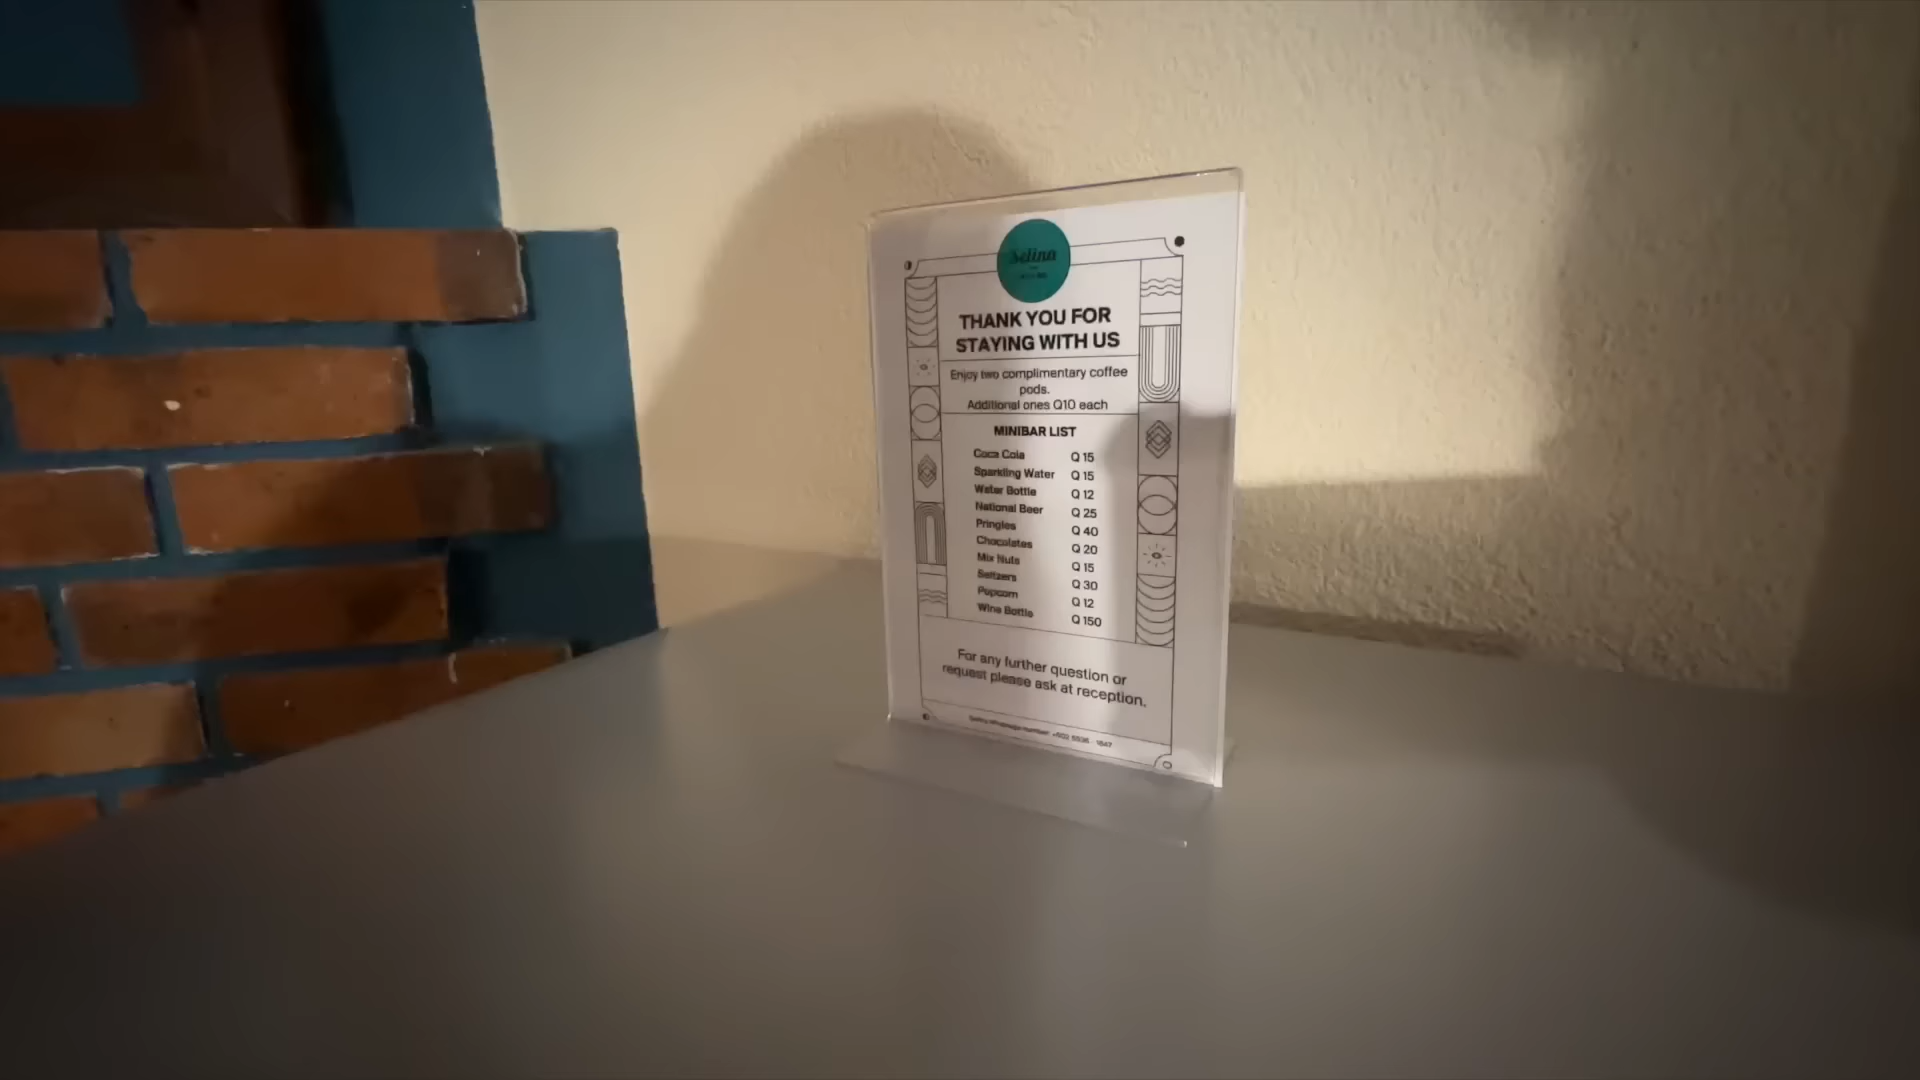 Selina
THANK YOU FOR
STAYING WITH US
Enjoy two complimentary coffee
pods.
Additional ones Q10 each
MINIBAR LIST
Coca Cola Q 15
Sparkling Water Q 15
Water Bottle Q 12
National Beer Q 25
Pringles Q 40
Chocolates Q 20
Mix Nuts Q 15
Seltzers Q 30
Popcorn Q 12
Wine Bottle Q 150
For any further question or
request please ask at reception.